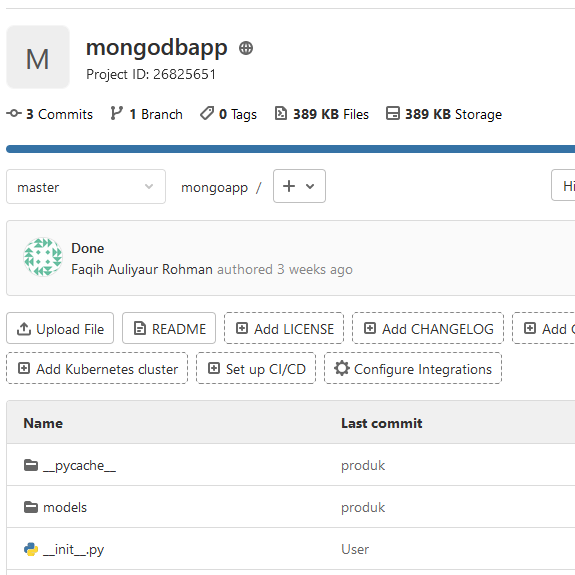 M
mongodbapp
Project ID: 26825651
3 Commits 1 Branch 0 Tags 389 KB Files 389 KB Storage
master mongoapp / Hi
Done
Faqih Auliyaur Rohman authored 3 weeks ago
Upload File README Add LICENSE Add CHANGELOG Add
Add Kubernetes cluster Set up CI/CD Configure Integrations
Name Last commit
__pycache__ produk
models produk
__init__.py User